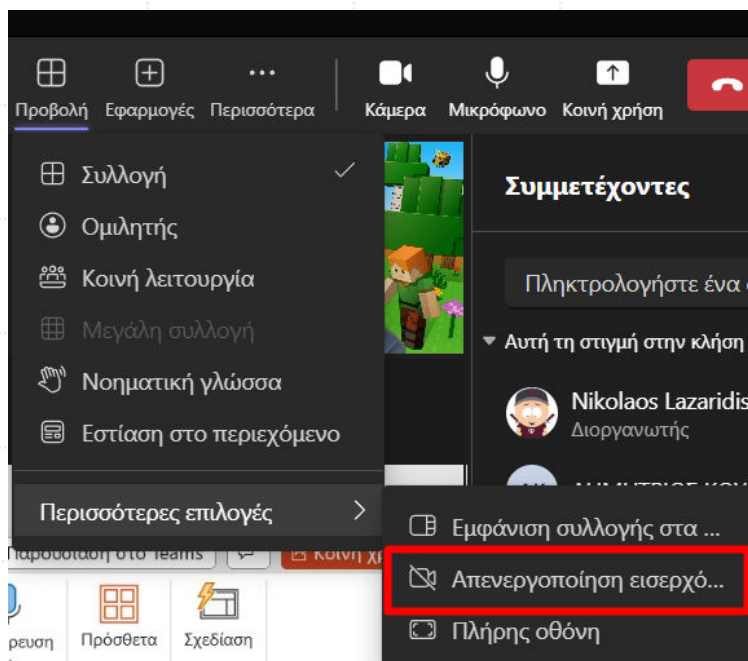 Προβολή Εφαρμογές Περισσότερα Κάμερα Μικρόφωνο Κοινή χρήση
Συλλογή
Ομιλητής
Κοινή λειτουργία
Μεγάλη συλλογή
Νοηματική γλώσσα
Εστίαση στο περιεχόμενο
Περισσότερες επιλογές
Εμφάνιση συλλογής στα ...
Απενεργοποίηση εισερχό...
Πλήρης οθόνη
Συμμετέχοντες
Πληκτρολογήστε ένα
Αυτή τη στιγμή στην κλήση
Nikolaos Lazaridis
Διοργανωτής
στο Teams
Πρόσθετα Σχεδίαση